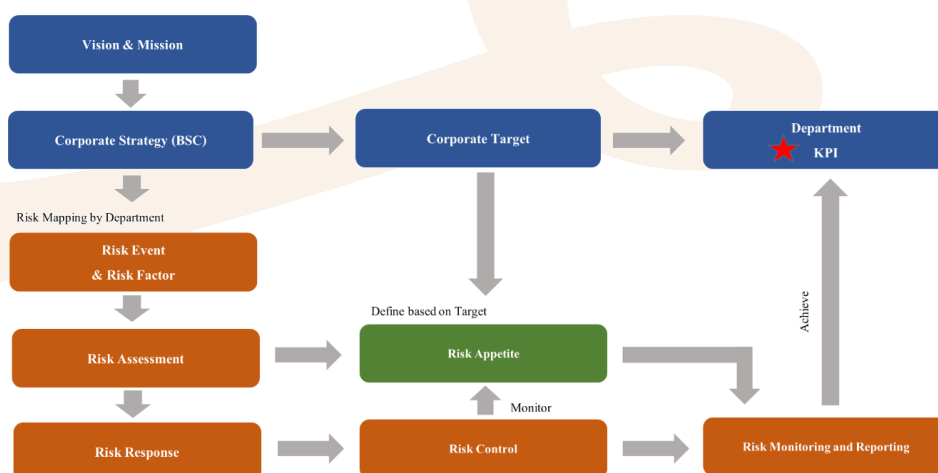 Vision & Mission
Corporate Strategy (BSC)
Corporate Target
Department
KPI
Risk Mapping by Department
Risk Event
& Risk Factor
Define based on Target
Achieve
Risk Assessment
Risk Appetite
Monitor
Risk Response
Risk Control
Risk Monitoring and Reporting